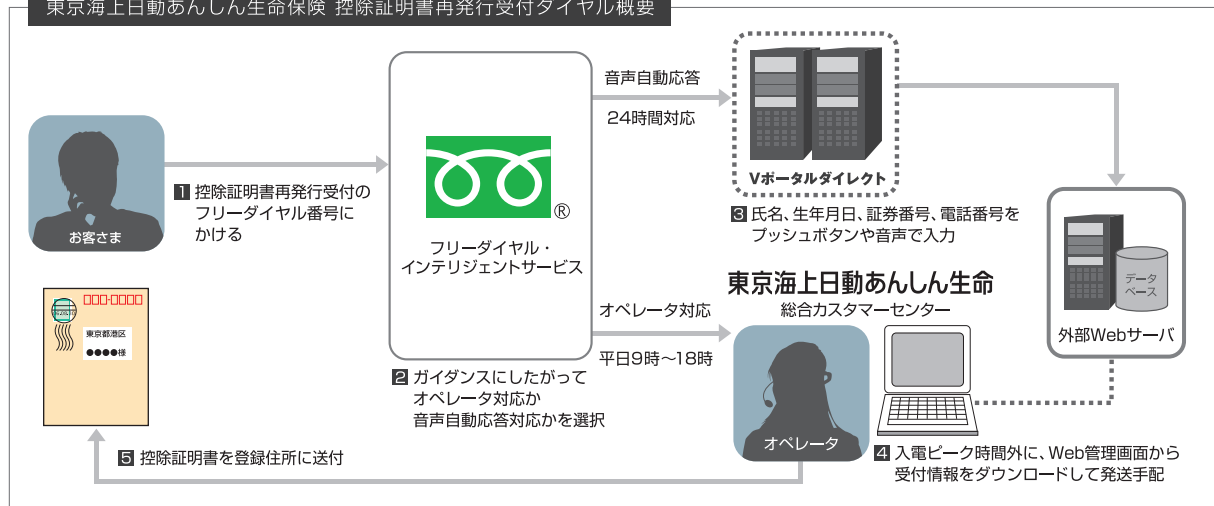 東京海上日動あんしん生命保険 控除証明書再発行受付ダイヤル概要
お客さま
1 控除証明書再発行受付の
フリーダイヤル番号に
かける
®
フリーダイヤル・
インテリジェントサービス
2 ガイダンスにしたがって
オペレータ対応か
音声自動応答対応かを選択
音声自動応答
24時間対応
Vポータルダイレクト
3 氏名、生年月日、証券番号、電話番号を
プッシュボタンや音声で入力
オペレータ対応
平日9時～18時
東京海上日動あんしん生命
総合カスタマーセンター
オペレータ
データ
ベース
外部Webサーバ
4 入電ピーク時間外に、Web管理画面から
受付情報をダウンロードして発送手配
5 控除証明書を登録住所に送付
東京都港区
●●●●様